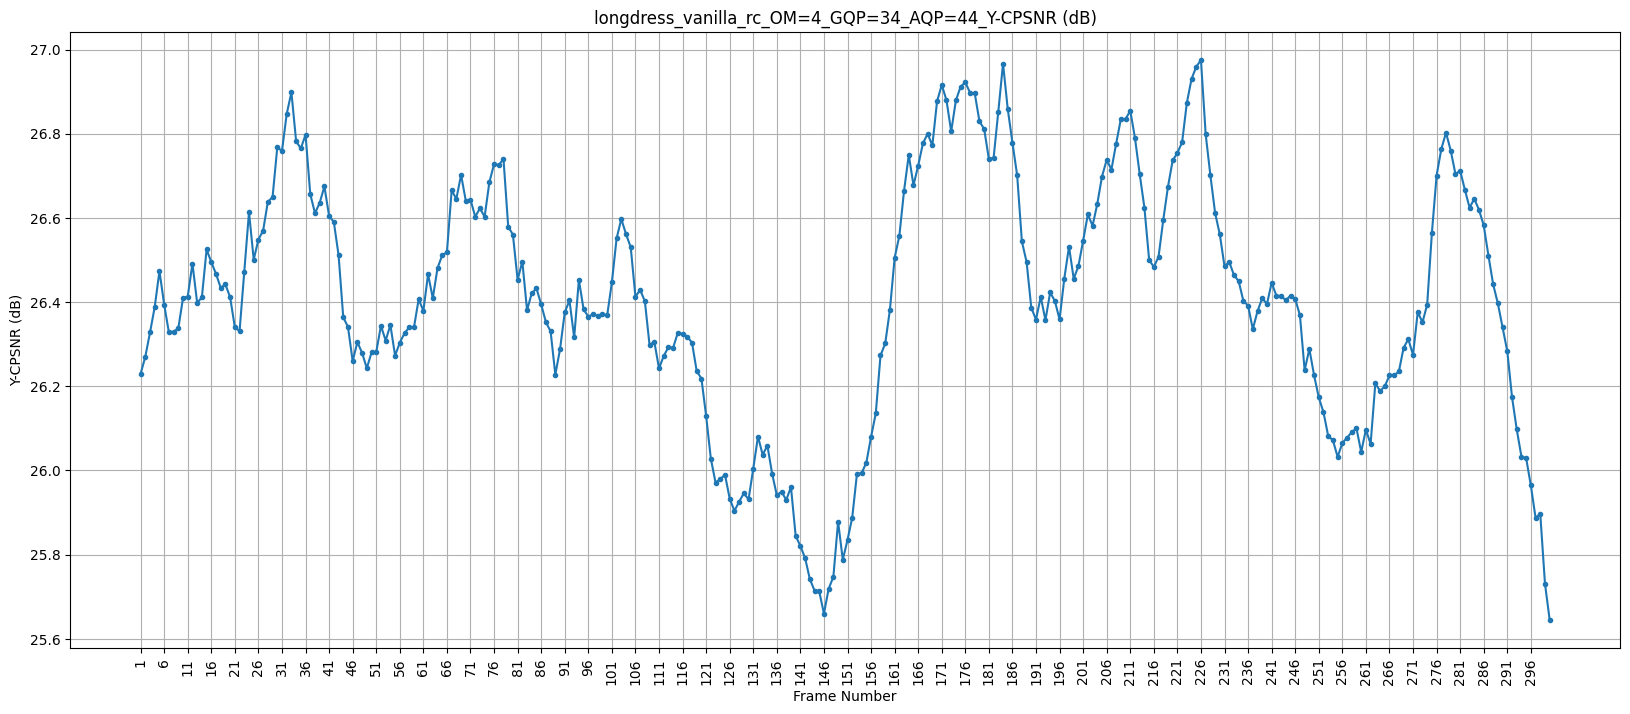 longdress_vanilla_rc_OM=4_GQP=34_AQP=44_Y-CPSNR (dB)
Y-CPSNR (dB)
27.0
26.8
26.6
26.4
26.2
26.0
25.8
25.6
1 6 11 16 21 26 31 36 41 46 51 56 61 66 71 76 81 86 91 96 101 106 111 116 121 126 131 136 141 146 151 156 161 166 171 176 181 186 191 196 201 206 211 216 221 226 231 236 241 246 251 256 261 266 271 276 281 286 291 296
Frame Number